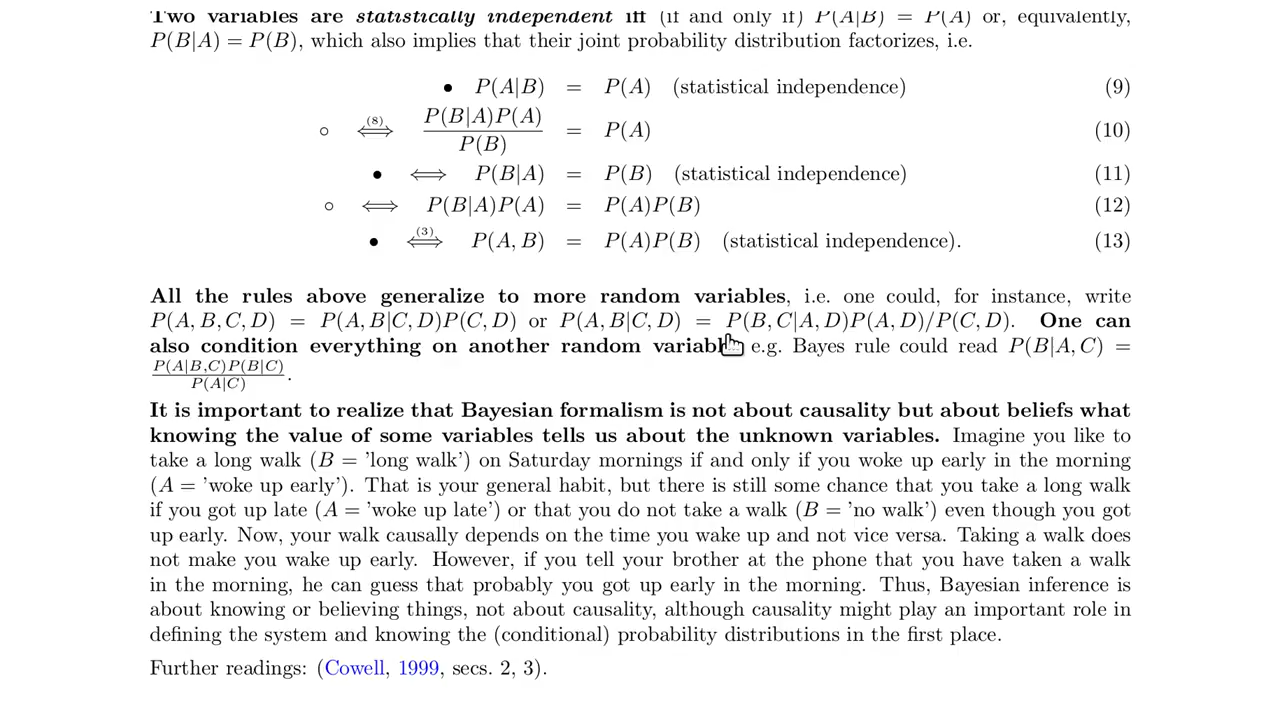 Two variables are statistically independent iff (if and only if) P(A|B) = P(A) or, equivalently,
P(B|A) = P(B), which also implies that their joint probability distribution factorizes, i.e.
• P(A|B) = P(A) (statistical independence) (9)
◦ (8) ⟺ P(B|A)P(A) / P(B) = P(A) (10)
• ⟺ P(B|A) = P(B) (statistical independence) (11)
◦ ⟺ P(B|A)P(A) = P(A)P(B) (12)
• (3) ⟺ P(A, B) = P(A)P(B) (statistical independence). (13)
All the rules above generalize to more random variables, i.e. one could, for instance, write
P(A, B, C, D) = P(A, B|C, D)P(C, D) or P(A, B|C, D) = P(B, C|A, D)P(A, D)/P(C, D). One can
also condition everything on another random variabl e.g. Bayes rule could read P(B|A, C) =
P(A|B,C)P(B|C) / P(A|C) .
It is important to realize that Bayesian formalism is not about causality but about beliefs what
knowing the value of some variables tells us about the unknown variables. Imagine you like to
take a long walk (B = 'long walk') on Saturday mornings if and only if you woke up early in the morning
(A = 'woke up early'). That is your general habit, but there is still some chance that you take a long walk
if you got up late (A = 'woke up late') or that you do not take a walk (B = 'no walk') even though you got
up early. Now, your walk causally depends on the time you wake up and not vice versa. Taking a walk does
not make you wake up early. However, if you tell your brother at the phone that you have taken a walk
in the morning, he can guess that probably you got up early in the morning. Thus, Bayesian inference is
about knowing or believing things, not about causality, although causality might play an important role in
defining the system and knowing the (conditional) probability distributions in the first place.
Further readings: (Cowell, 1999, secs. 2, 3).